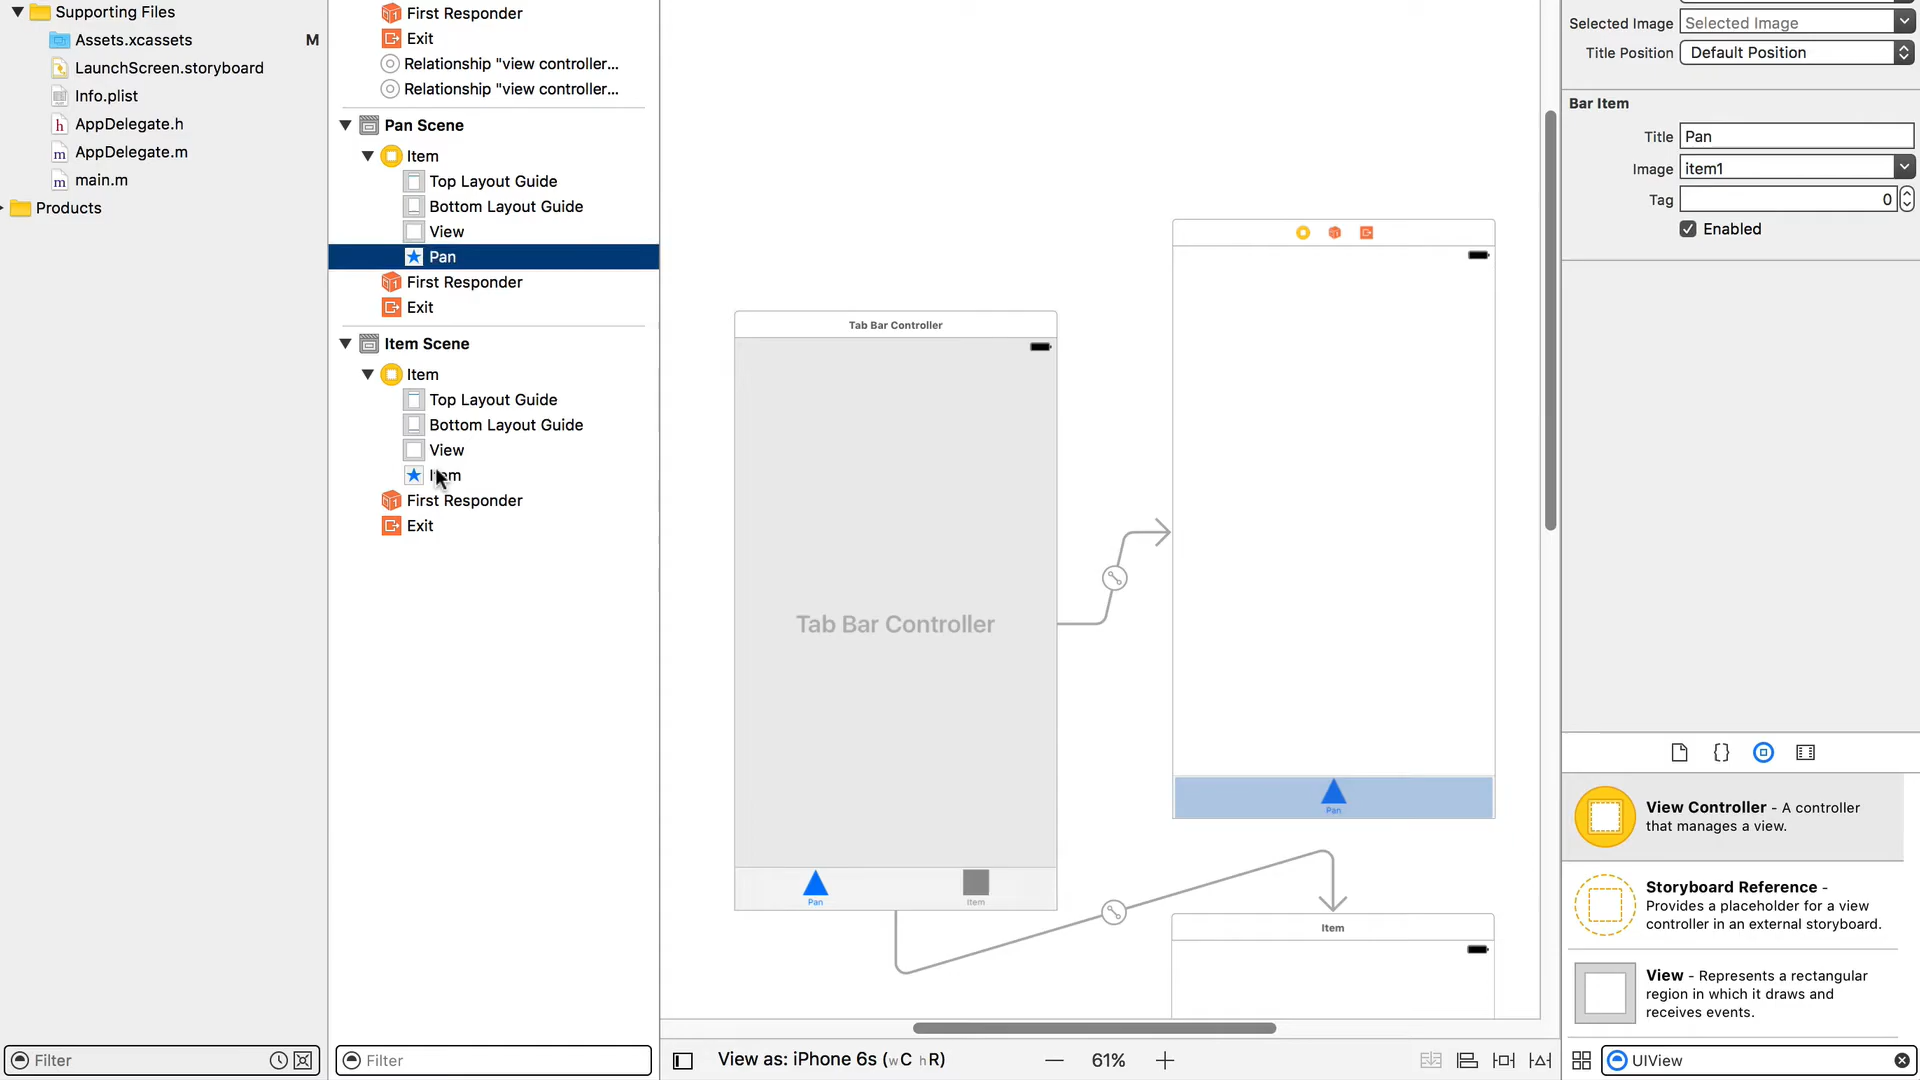 Supporting Files
Assets.xcassets M
LaunchScreen.storyboard
Info.plist
h AppDelegate.h
m AppDelegate.m
m main.m
Products
Filter
First Responder
Exit
Relationship "view controller...
Relationship "view controller...
Pan Scene
Item
Top Layout Guide
Bottom Layout Guide
View
Pan
First Responder
Exit
Item Scene
Item
Top Layout Guide
Bottom Layout Guide
View
Item
First Responder
Exit
Filter
Tab Bar Controller
Tab Bar Controller
Pan Item
Pan
Item
View as: iPhone 6s (wC hR)
— 61% +
Selected Image Selected Image
Title Position Default Position
Bar Item
Title Pan
Image item1
Tag 0
Enabled
{}
View Controller - A controller
that manages a view.
Storyboard Reference -
Provides a placeholder for a view
controller in an external storyboard.
View - Represents a rectangular
region in which it draws and
receives events.
UIView